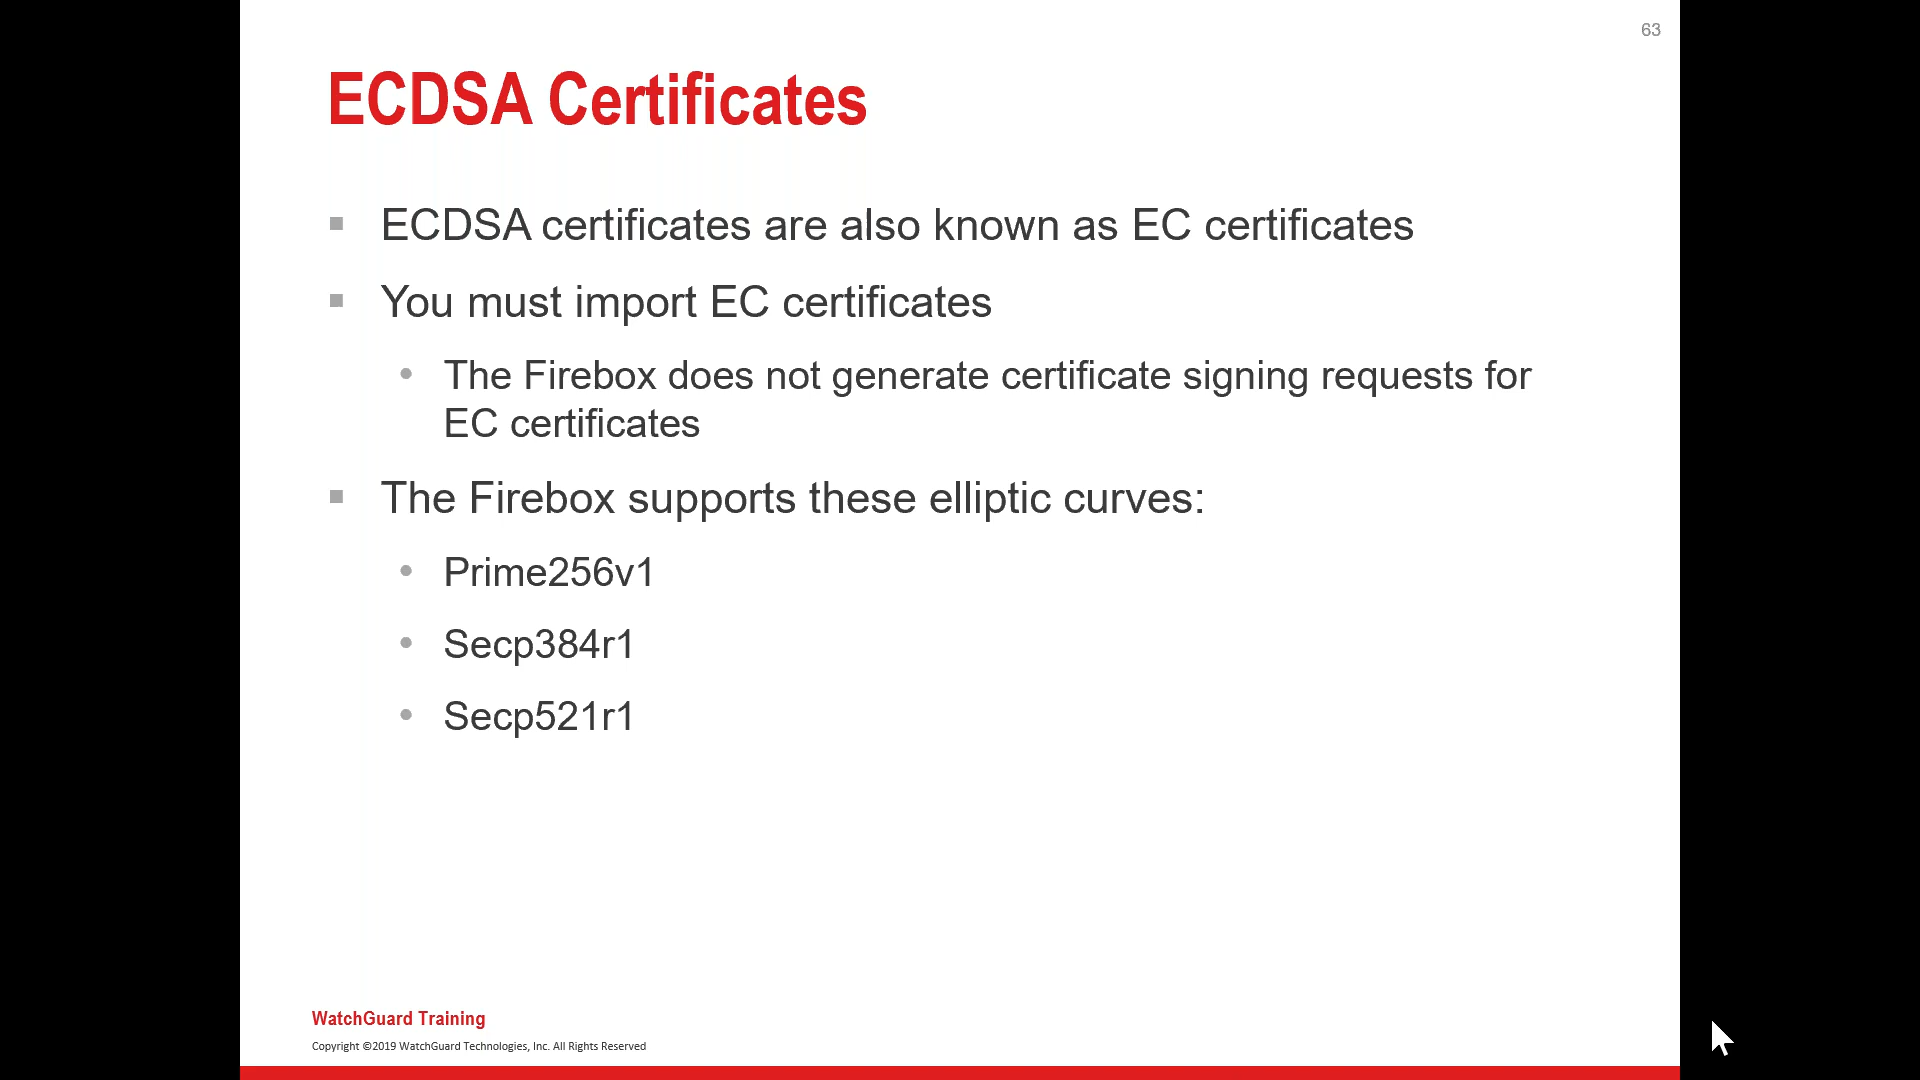 63
ECDSA Certificates
ECDSA certificates are also known as EC certificates
You must import EC certificates
The Firebox does not generate certificate signing requests for
EC certificates
The Firebox supports these elliptic curves:
Prime256v1
Secp384r1
Secp521r1
WatchGuard Training
Copyright ©2019 WatchGuard Technologies, Inc. All Rights Reserved